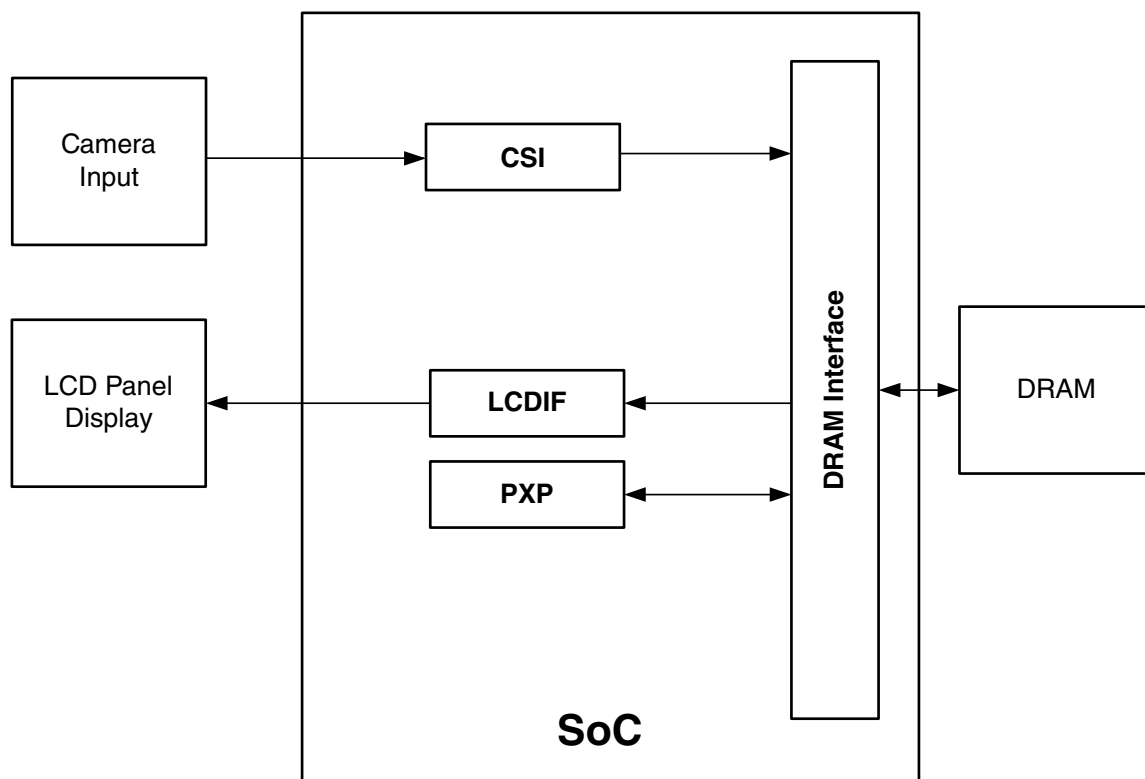 Camera
Input
CSI
LCD Panel
Display
LCDIF
PXP
DRAM Interface
DRAM
SoC